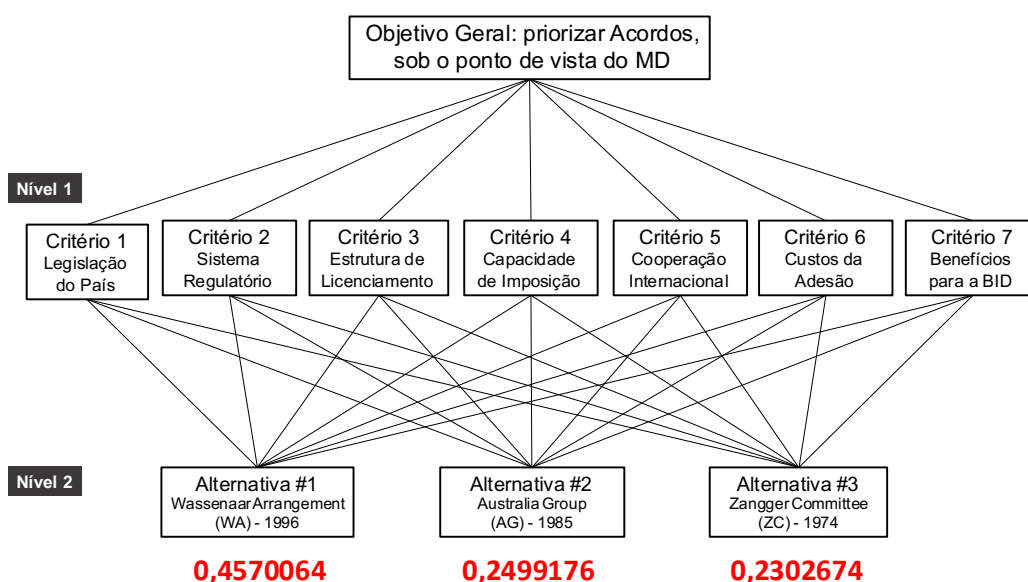 Objetivo Geral: priorizar Acordos,
sob o ponto de vista do MD
Nível 1
Critério 1
Legislação
do País
Critério 2
Sistema
Regulatório
Critério 3
Estrutura de
Licenciamento
Critério 4
Capacidade
de Imposição
Critério 5
Cooperação
Internacional
Critério 6
Custos da
Adesão
Critério 7
Benefícios
para a BID
Nível 2
Alternativa #1
Wassenaar Arrangement
(WA) - 1996
Alternativa #2
Australia Group
(AG) - 1985
Alternativa #3
Zangger Committee
(ZC) - 1974
0,4570064
0,2499176
0,2302674